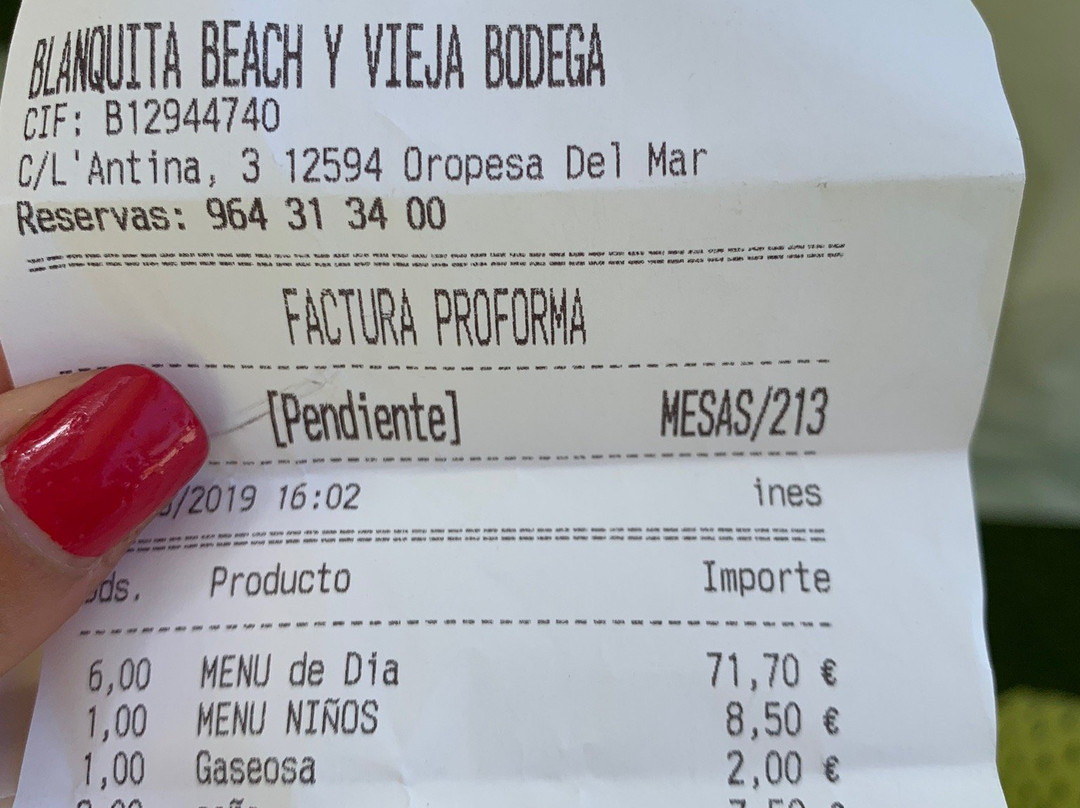 BLANQUITA BEACH Y VIEJA BODEGA
CIF: B12944740
C/L'Antina, 3 12594 Oropesa Del Mar
Reservas: 964 31 34 00
FACTURA PROFORMA
[Pendiente] MESAS/213
/2019 16:02 ines
ds. Producto Importe
6,00 MENU de Dia 71,70 €
1,00 MENU NIÑOS 8,50 €
1,00 Gaseosa 2,00 €